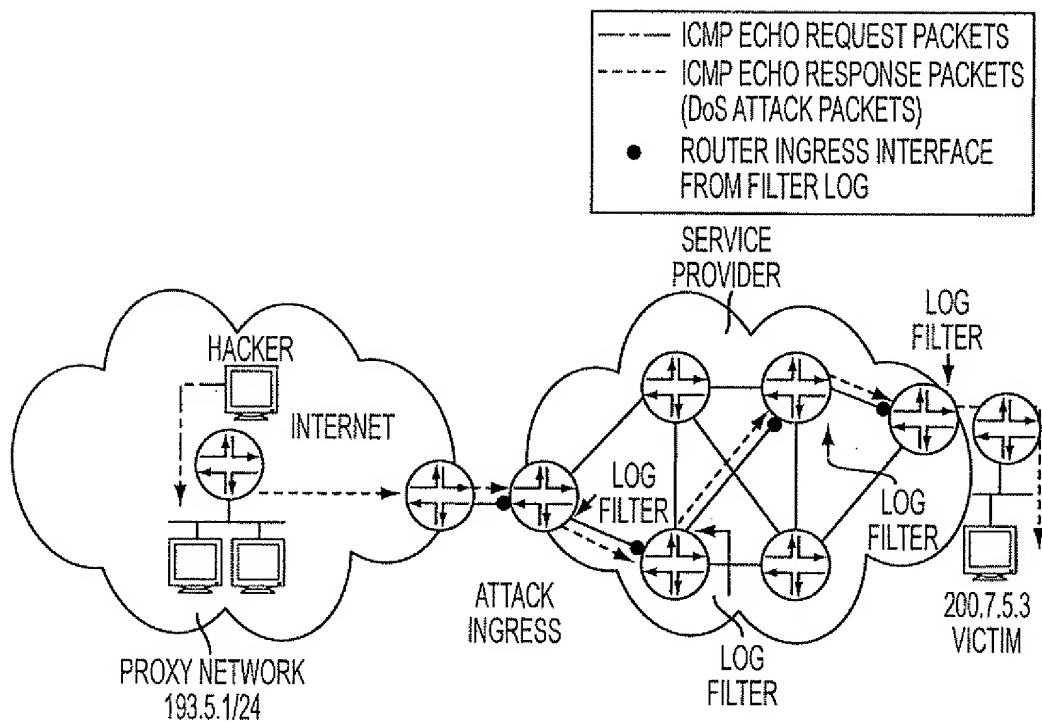 ICMP ECHO REQUEST PACKETS
ICMP ECHO RESPONSE PACKETS
(DoS ATTACK PACKETS)
ROUTER INGRESS INTERFACE
FROM FILTER LOG
SERVICE
PROVIDER
LOG
FILTER
HACKER
INTERNET
LOG
FILTER
LOG
FILTER
ATTACK
INGRESS
200.7.5.3
VICTIM
LOG
FILTER
PROXY NETWORK
193.5.1/24